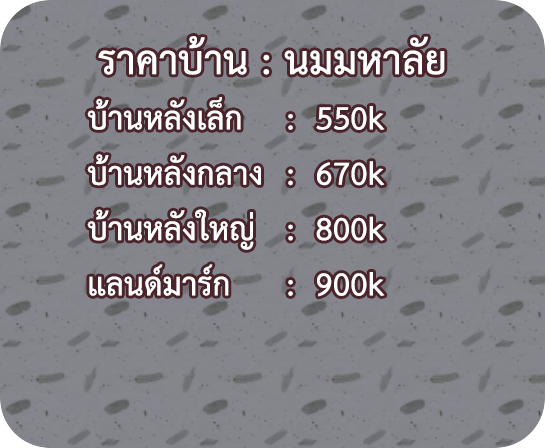 ราคาบ้าน : นมมหาลัย
บ้านหลังเล็ก : 550k
บ้านหลังกลาง : 670k
บ้านหลังใหญ่ : 800k
แลนด์มาร์ก : 900k